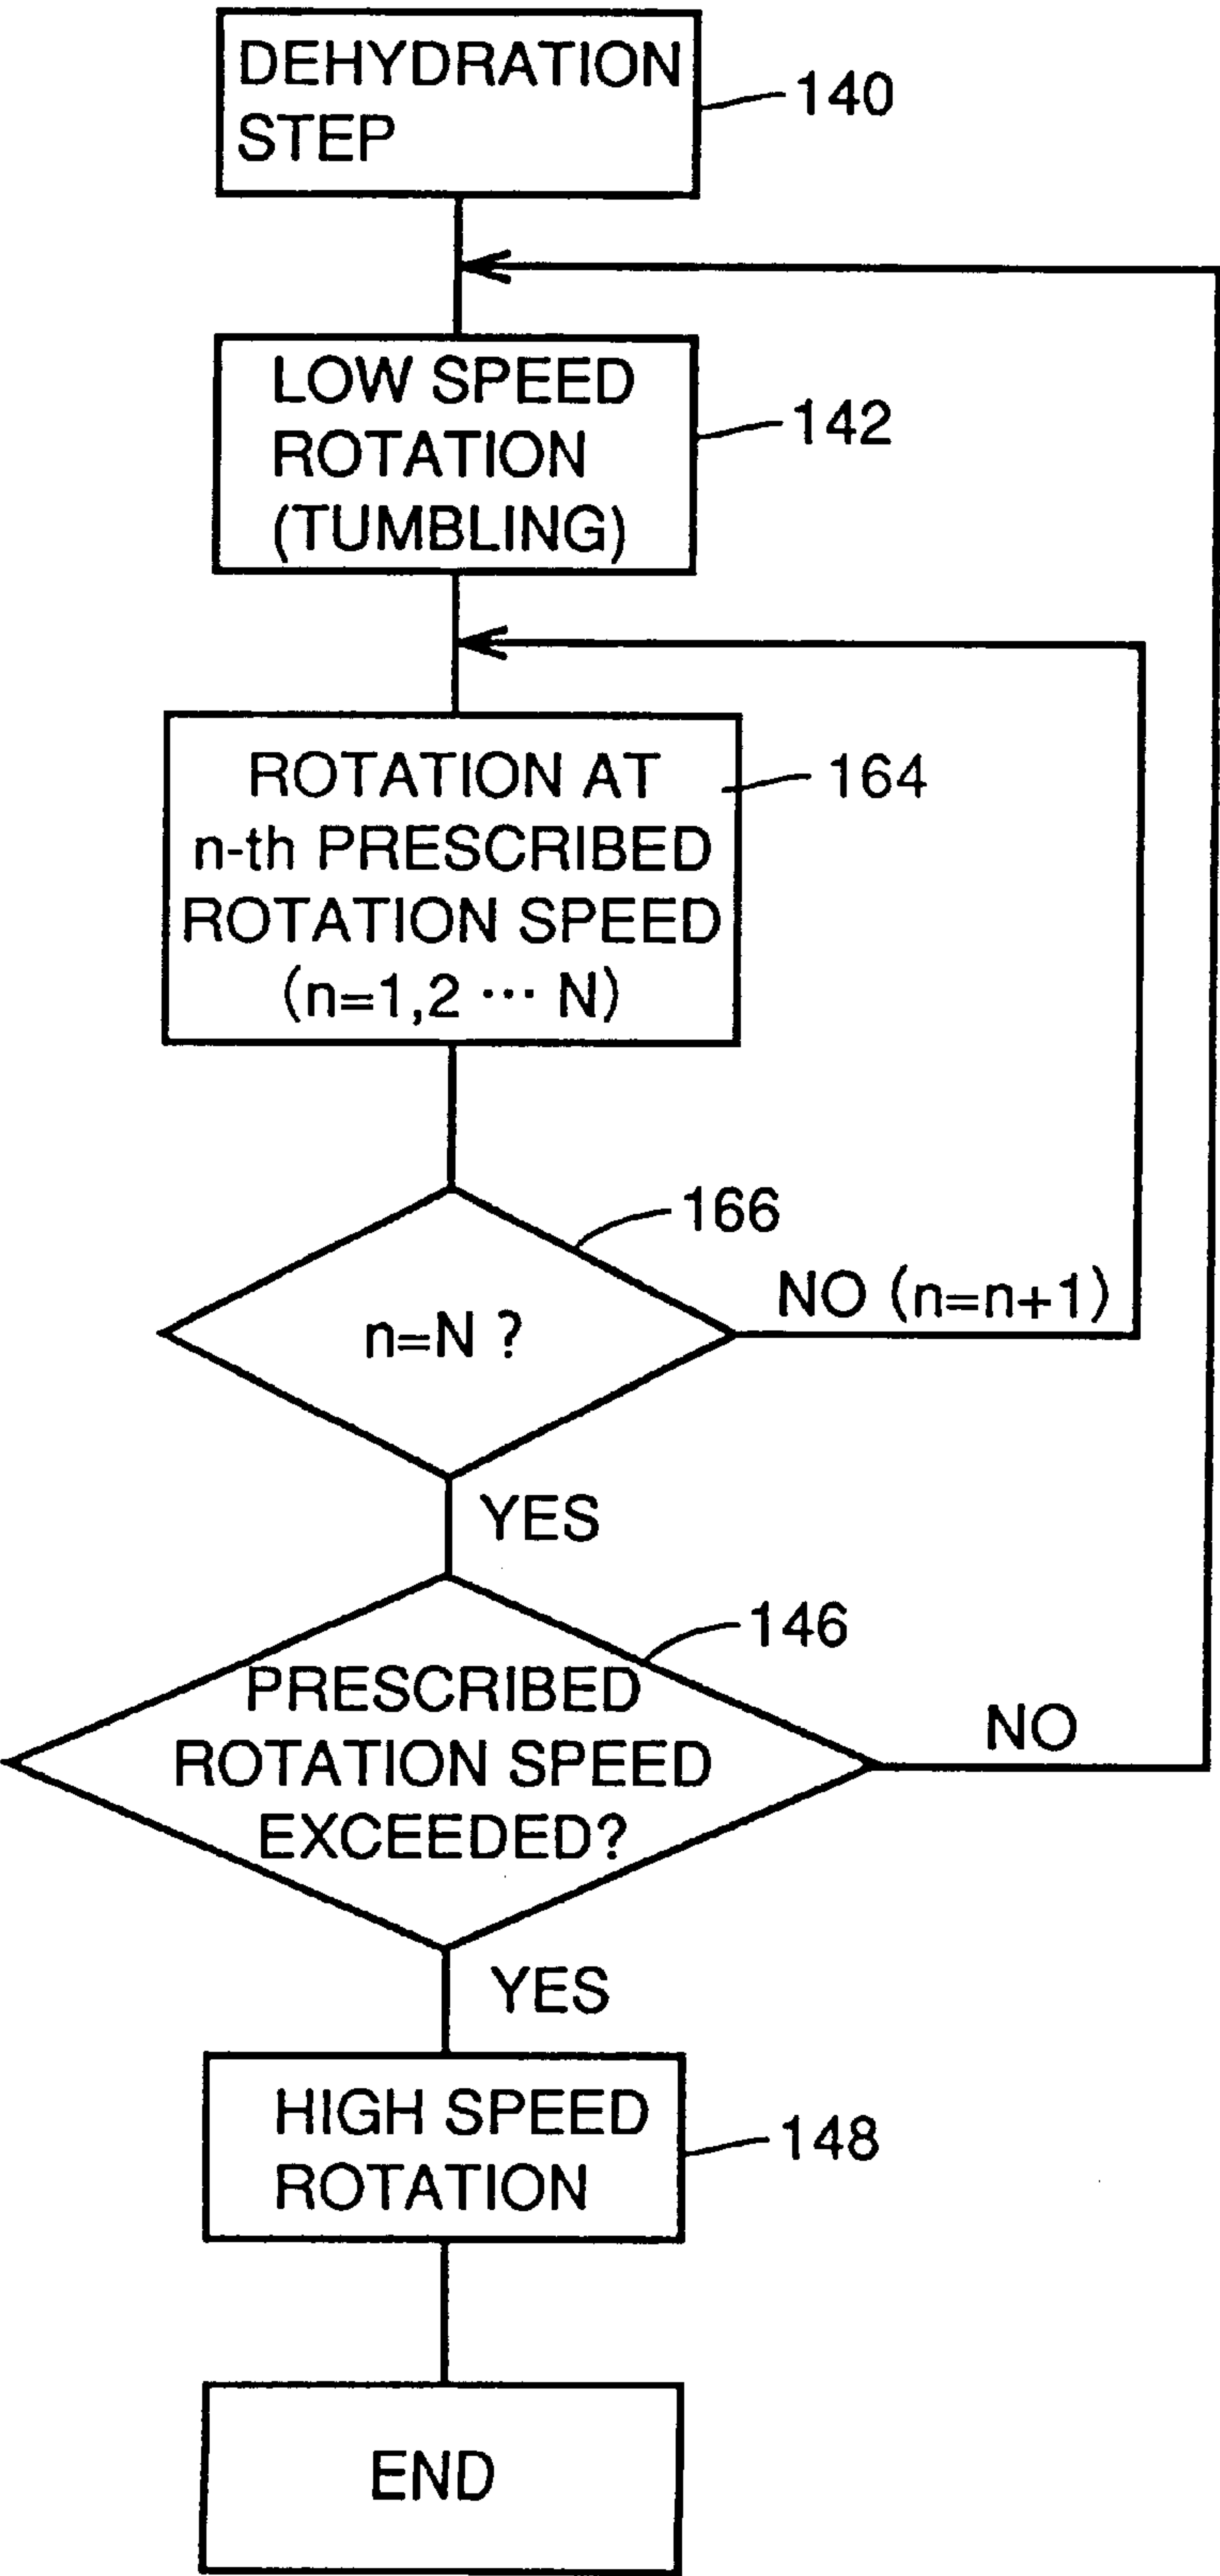 DEHYDRATION
STEP
140
LOW SPEED
ROTATION
(TUMBLING)
142
ROTATION AT
n-th PRESCRIBED
ROTATION SPEED
(n=1,2 ··· N)
164
166
n=N ?
NO (n=n+1)
YES
146
PRESCRIBED
ROTATION SPEED
EXCEEDED?
NO
YES
HIGH SPEED
ROTATION
148
END